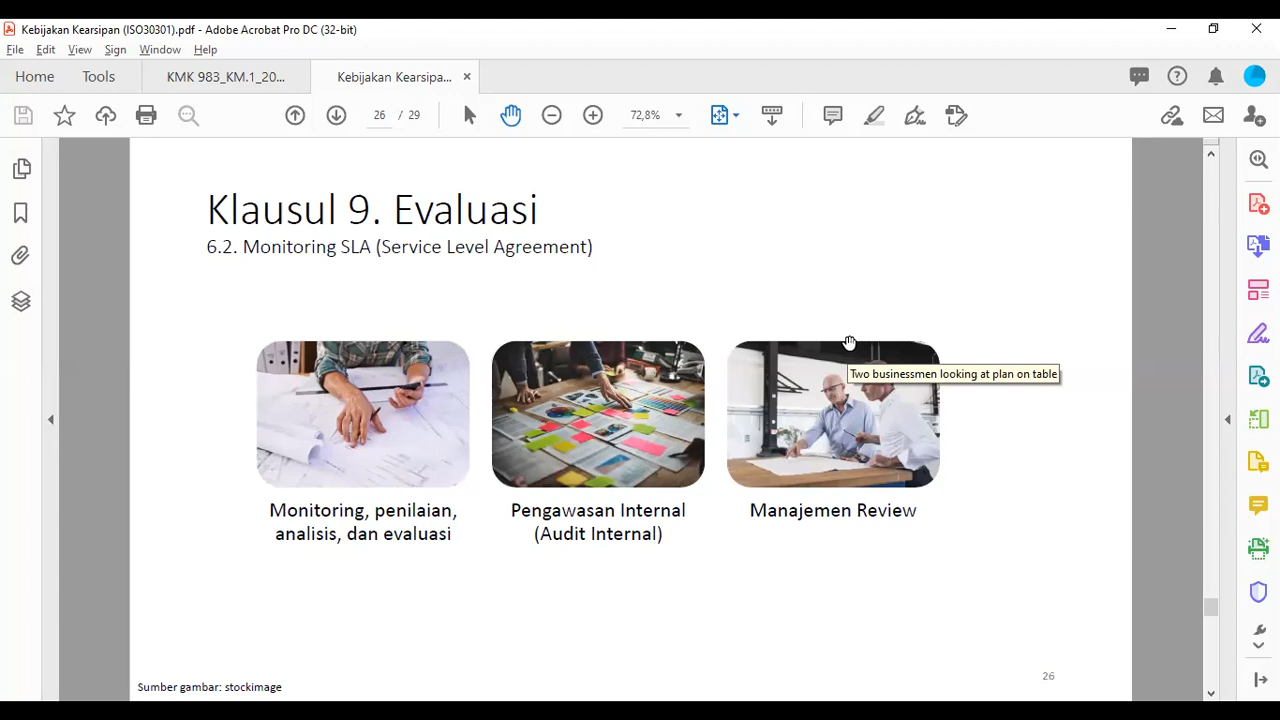 Kebijakan Kearsipan (ISO30301).pdf - Adobe Acrobat Pro DC (32-bit)
File Edit View Sign Window Help
Home Tools KMK 983_KM.1_20... Kebijakan Kearsipa... ×
26 / 29 72,8%
Klausul 9. Evaluasi
6.2. Monitoring SLA (Service Level Agreement)
Two businessmen looking at plan on table
Monitoring, penilaian,
analisis, dan evaluasi
Pengawasan Internal
(Audit Internal)
Manajemen Review
26
Sumber gambar: stockimage